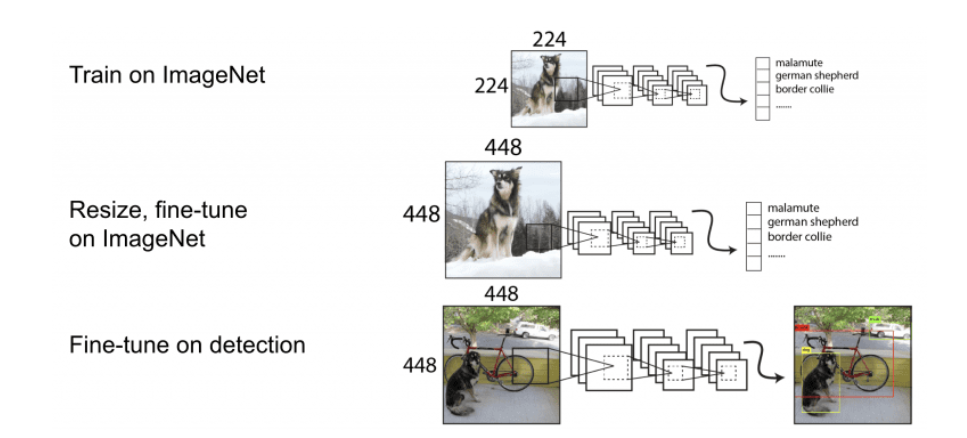 Train on ImageNet
224
224
malamute
german shepherd
border collie
.......
Resize, fine-tune
on ImageNet
448
448
malamute
german shepherd
border collie
.......
Fine-tune on detection
448
448